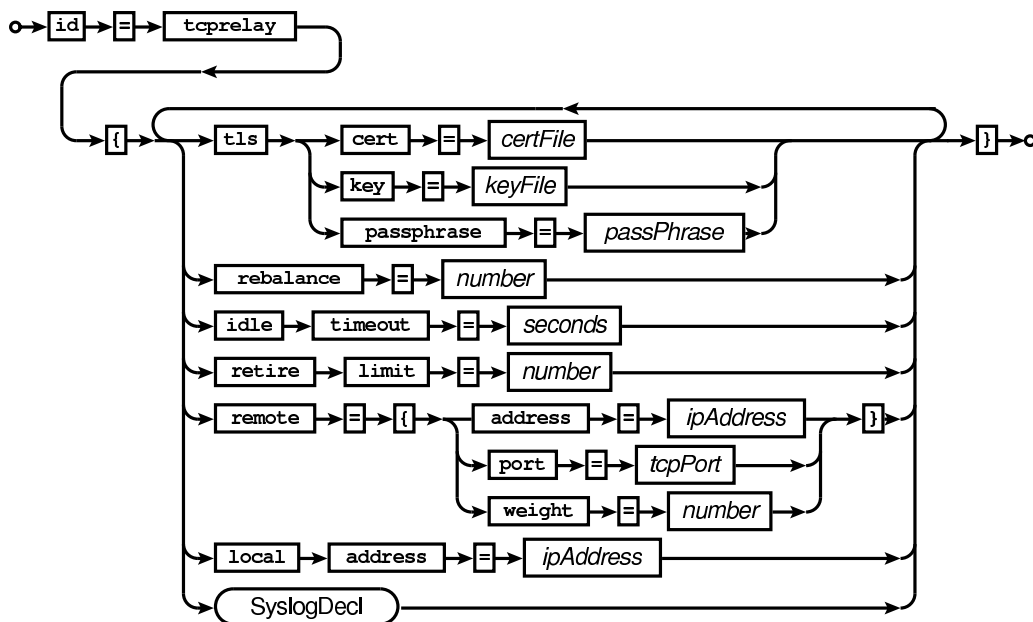 id = tcprelay
{ tls cert = certFile }
key = keyFile
passphrase = passPhrase
rebalance = number
idle timeout = seconds
retire limit = number
remote = { address = ipAddress }
port = tcpPort
weight = number
local address = ipAddress
SyslogDecl